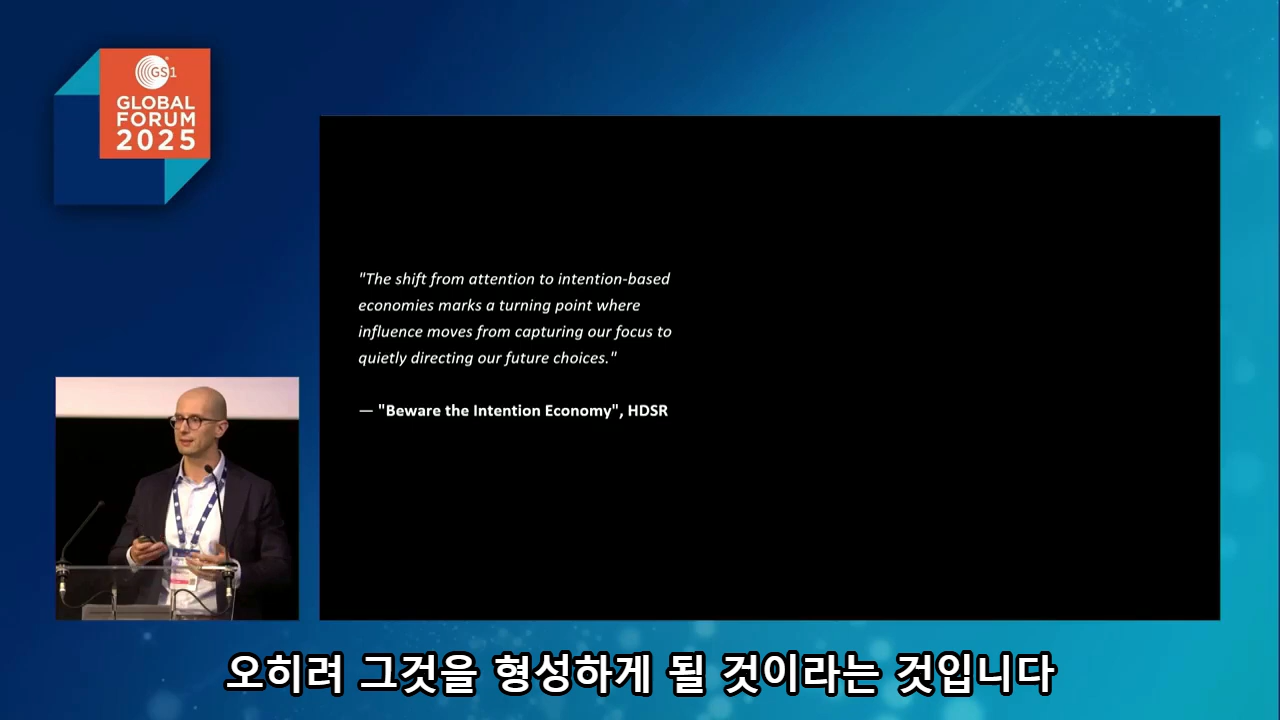 GS1
GLOBAL
FORUM
2025
"The shift from attention to intention-based
economies marks a turning point where
influence moves from capturing our focus to
quietly directing our future choices."
— "Beware the Intention Economy", HDSR
오히려 그것을 형성하게 될 것이라는 것입니다